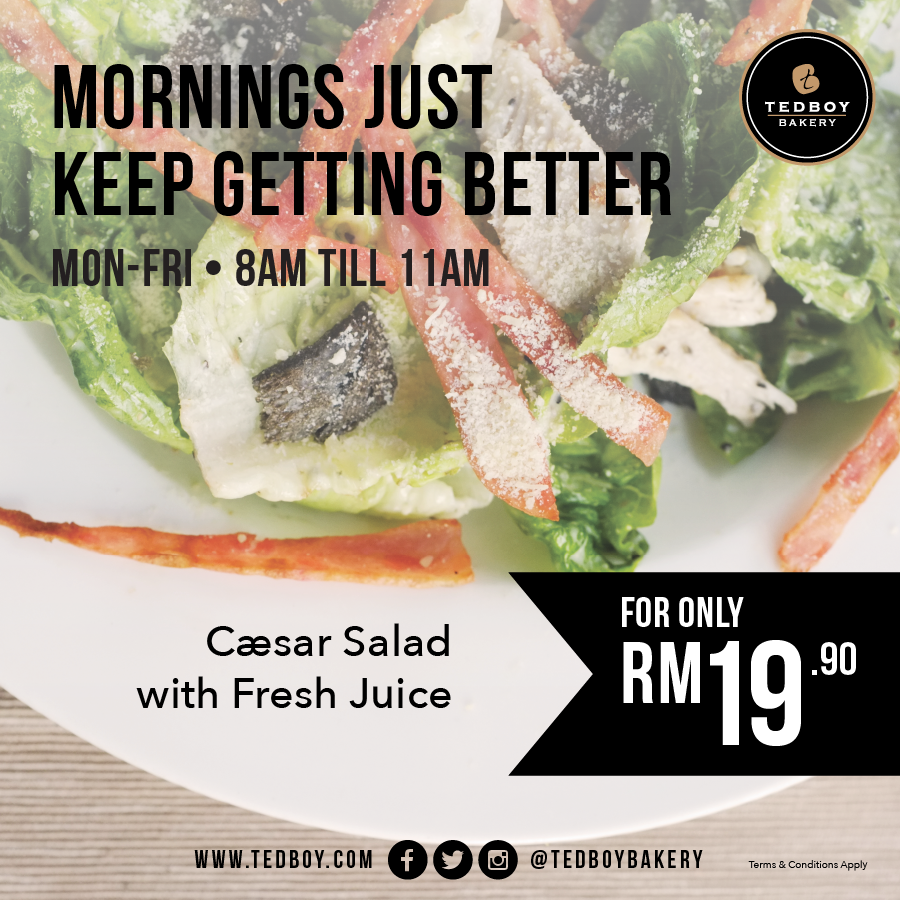 MORNINGS JUST
KEEP GETTING BETTER
MON-FRI • 8AM TILL 11AM
t
TEDBOY
BAKERY
Cæsar Salad
with Fresh Juice
FOR ONLY
RM19.90
WWW.TEDBOY.COM
@TEDBOYBAKERY
Terms & Conditions Apply